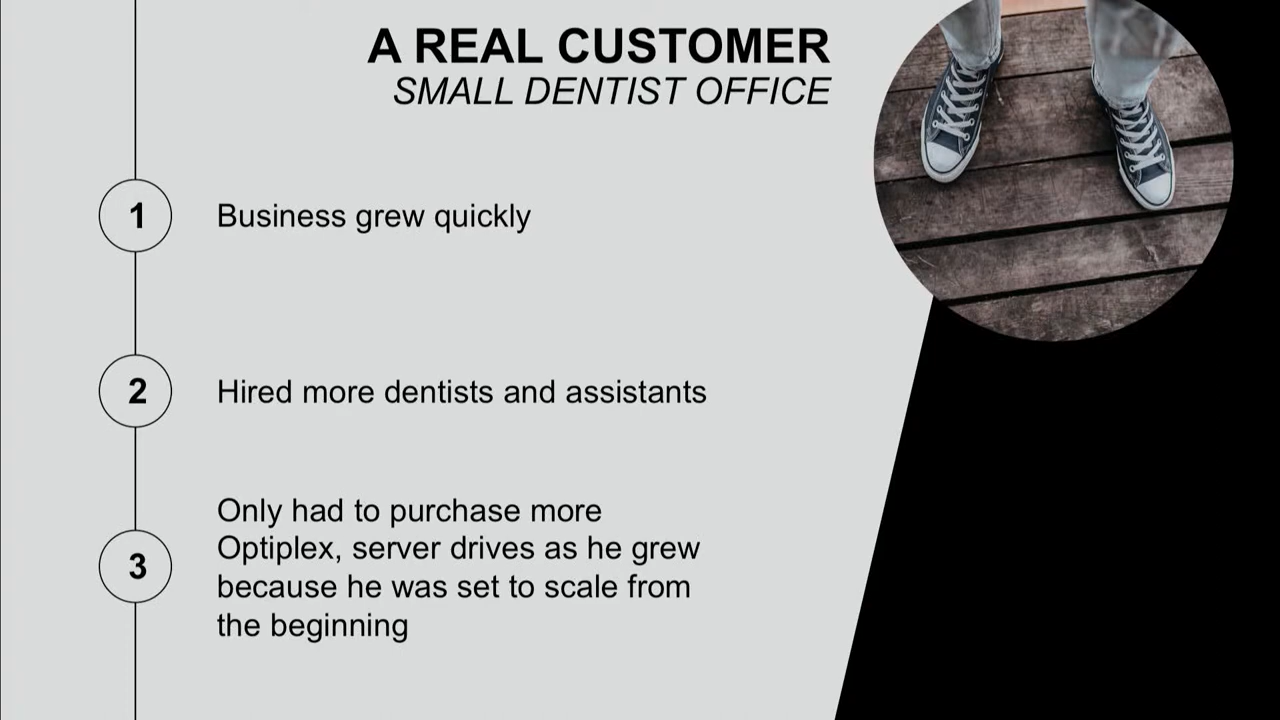 A REAL CUSTOMER
SMALL DENTIST OFFICE
1
Business grew quickly
2
Hired more dentists and assistants
3
Only had to purchase more
Optiplex, server drives as he grew
because he was set to scale from
the beginning